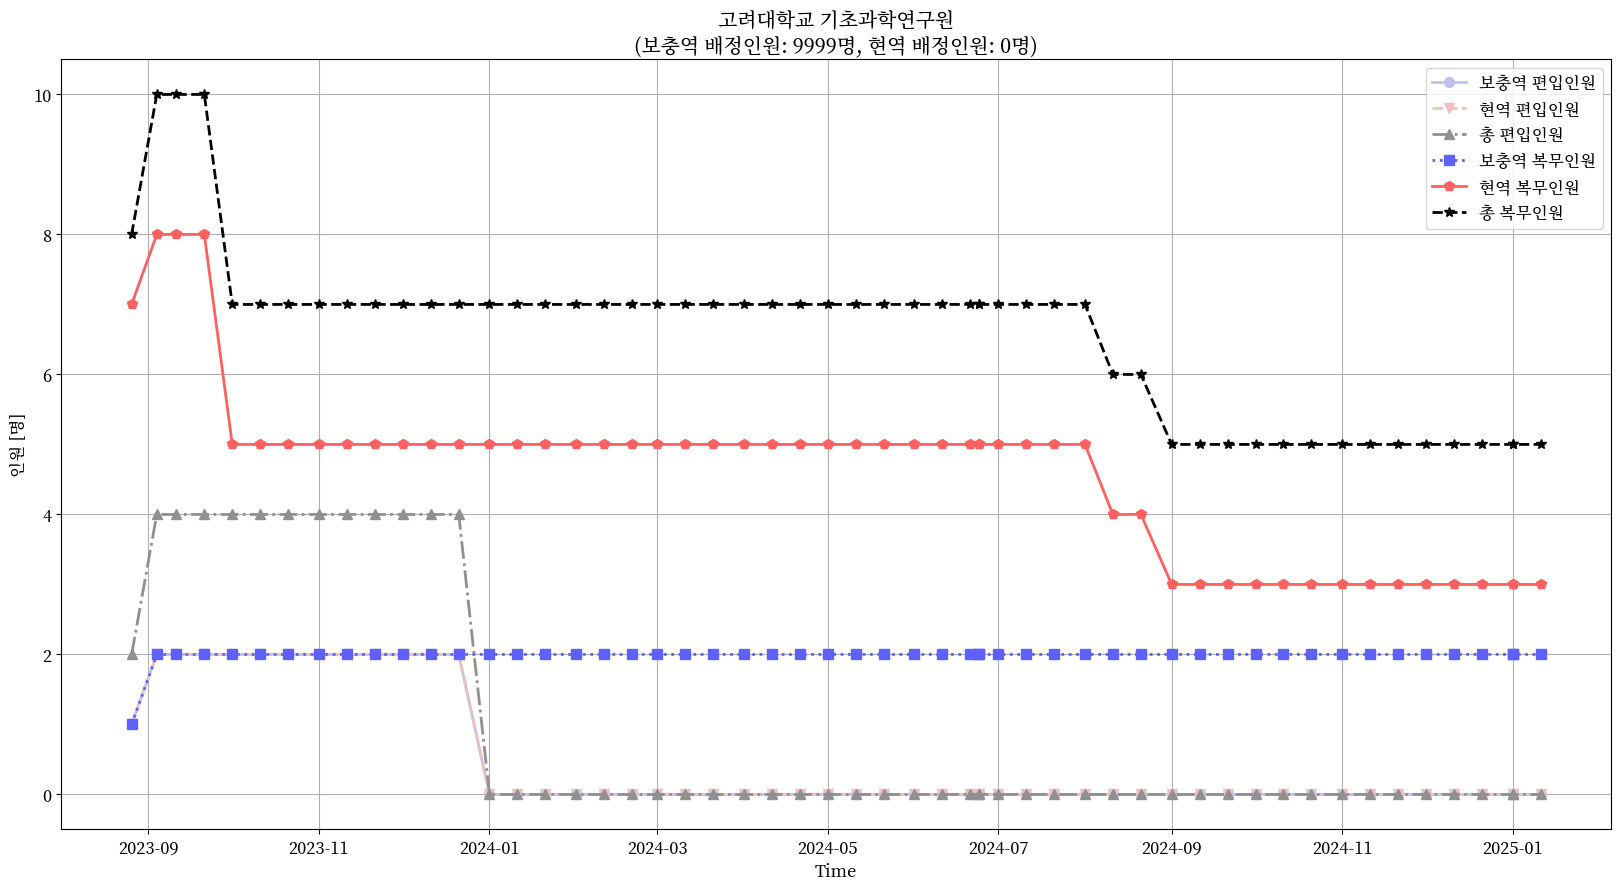 고려대학교 기초과학연구원
(보충역 배정인원: 9999명, 현역 배정인원: 0명)
보충역 편입인원
현역 편입인원
총 편입인원
보충역 복무인원
현역 복무인원
총 복무인원
인원 [명]
10
8
6
4
2
0
2023-09
2023-11
2024-01
2024-03
2024-05
2024-07
2024-09
2024-11
2025-01
Time